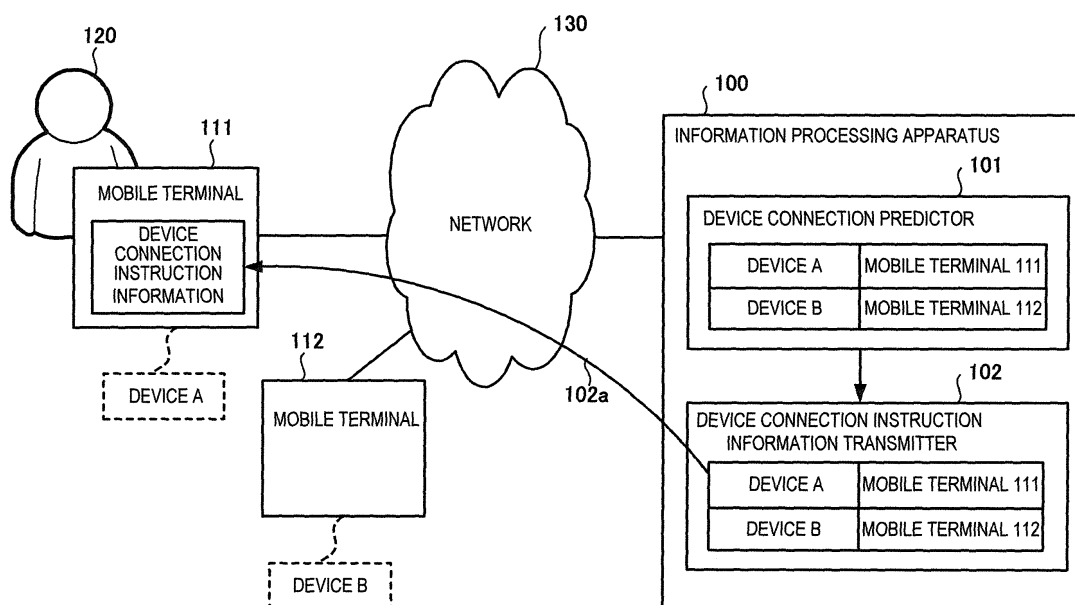 120
130
100
INFORMATION PROCESSING APPARATUS
111
MOBILE TERMINAL
DEVICE
CONNECTION
INSTRUCTION
INFORMATION
DEVICE A
NETWORK
101
DEVICE CONNECTION PREDICTOR
DEVICE A MOBILE TERMINAL 111
DEVICE B MOBILE TERMINAL 112
112
MOBILE TERMINAL
DEVICE B
102a
102
DEVICE CONNECTION INSTRUCTION
INFORMATION TRANSMITTER
DEVICE A MOBILE TERMINAL 111
DEVICE B MOBILE TERMINAL 112